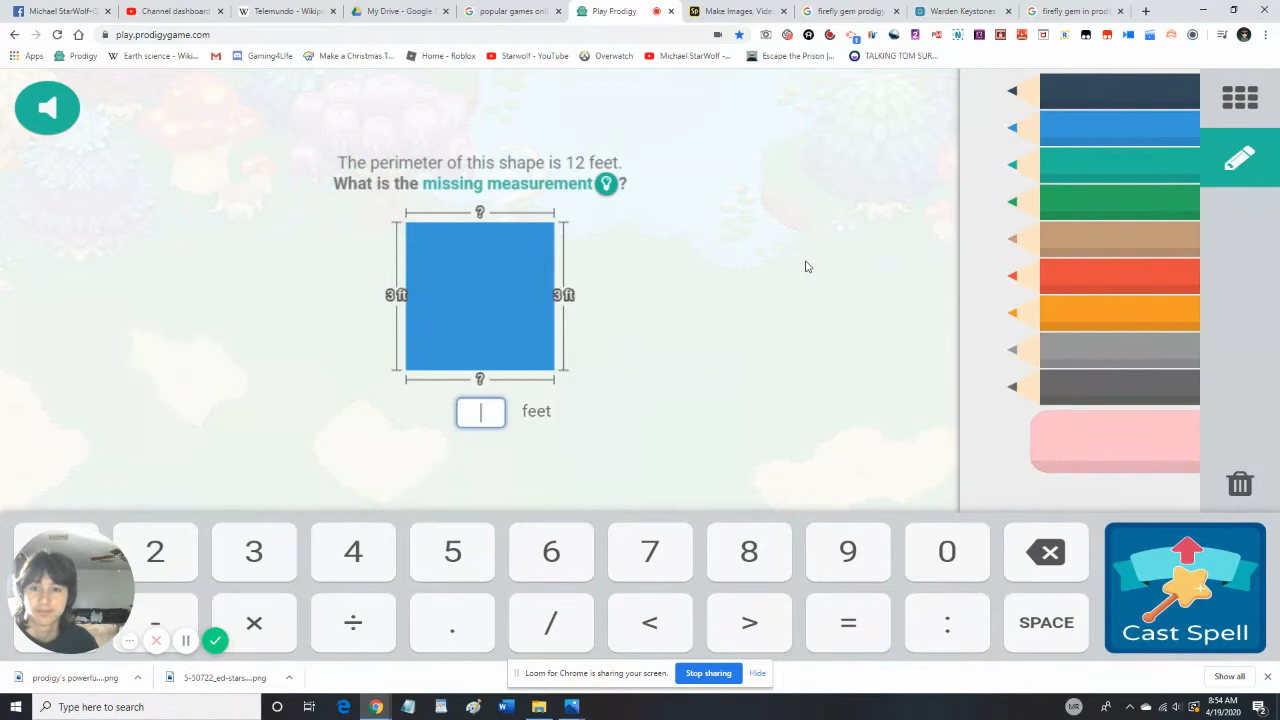 Michael StarWolf-G
Channel dashboard
Telemundo - Wikip
My Drive - Google
popular games onl
Play Prodigy
Make Images, Vide
firefly gem prodigy
Warden Keystones
firefly gem in prod
play.prodigygame.com
Apps
Prodigy
Earth science – Wiki...
Gaming4Life
Make a Christmas T...
Home - Roblox
Starwolf - YouTube
Overwatch
Michael StarWolf -...
Escape the Prison |...
TALKING TOM SUR...
The perimeter of this shape is 12 feet.
What is the missing measurement ?
?
3 ft
3 ft
?
feet
2 3 4 5 6 7 8 9 0
- × ÷ . / < > = : SPACE
Cast Spell
prodigy's powerfu....png
5-50722_ed-stars....png
Loom for Chrome is sharing your screen.
Stop sharing
Hide
Show all
Type here to search
MR
8:54 AM
4/19/2020
2